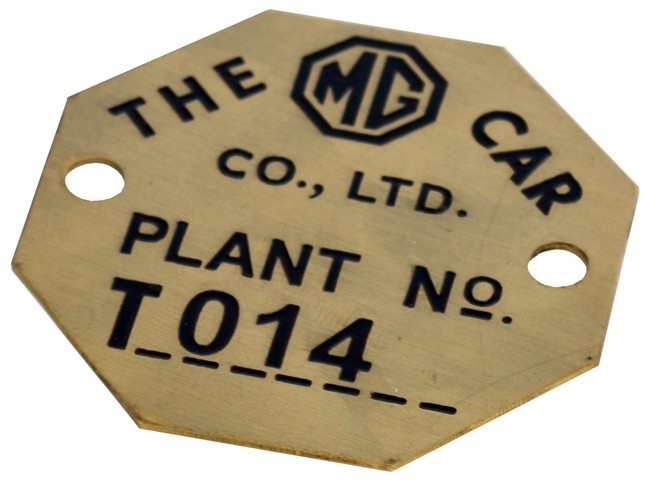 THE MG CAR
CO., LTD.
PLANT Nº.
T014